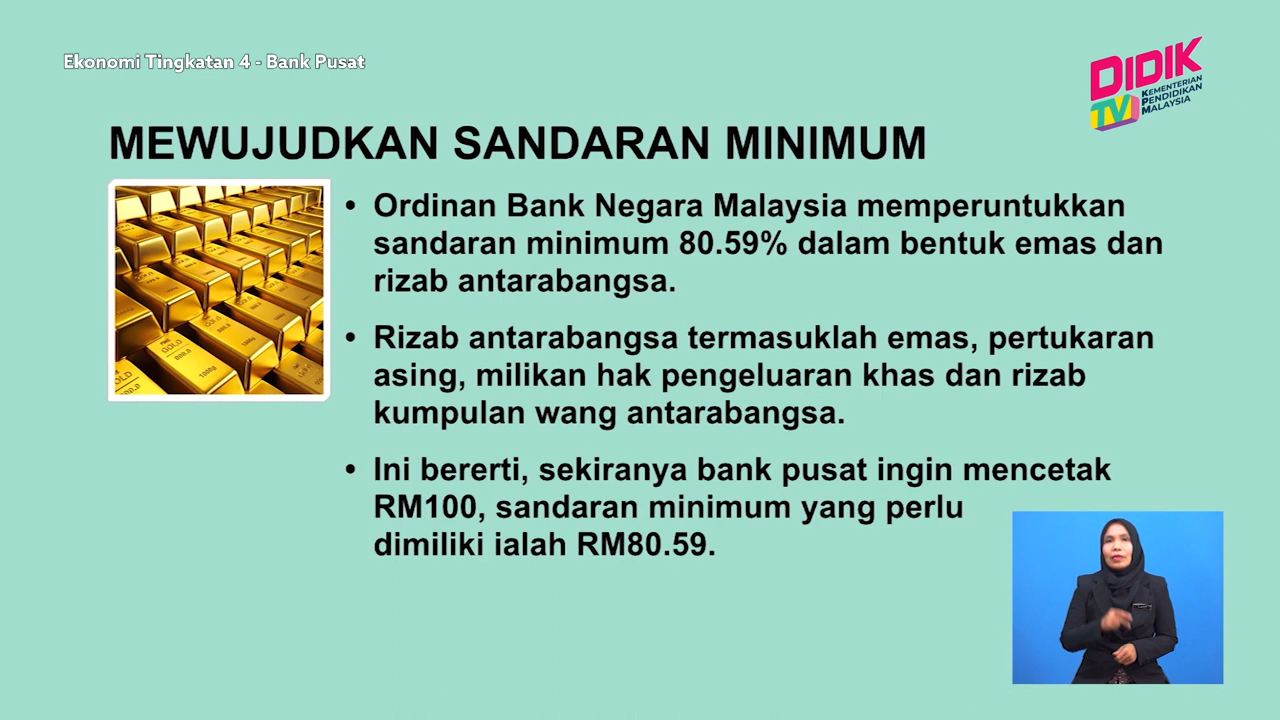 Ekonomi Tingkatan 4 - Bank Pusat
DIDIK
TV
KEMENTERIAN
PENDIDIKAN
MALAYSIA
MEWUJUDKAN SANDARAN MINIMUM
• Ordinan Bank Negara Malaysia memperuntukkan
sandaran minimum 80.59% dalam bentuk emas dan
rizab antarabangsa.
• Rizab antarabangsa termasuklah emas, pertukaran
asing, milikan hak pengeluaran khas dan rizab
kumpulan wang antarabangsa.
• Ini bererti, sekiranya bank pusat ingin mencetak
RM100, sandaran minimum yang perlu
dimiliki ialah RM80.59.
GOLD
1000g